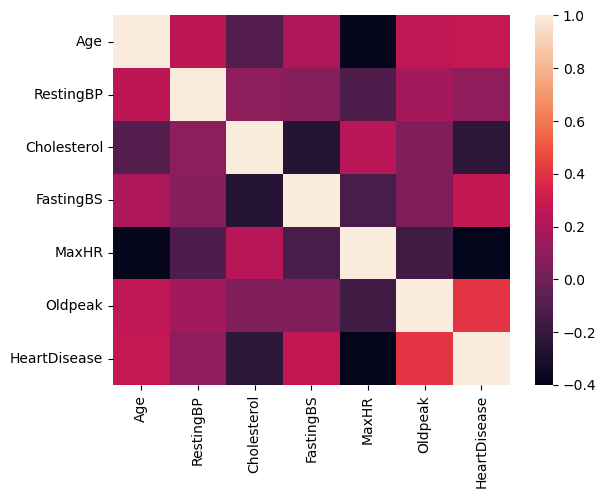 Age
RestingBP
Cholesterol
FastingBS
MaxHR
Oldpeak
HeartDisease
Age
RestingBP
Cholesterol
FastingBS
MaxHR
Oldpeak
HeartDisease
1.0
0.8
0.6
0.4
0.2
0.0
−0.2
−0.4